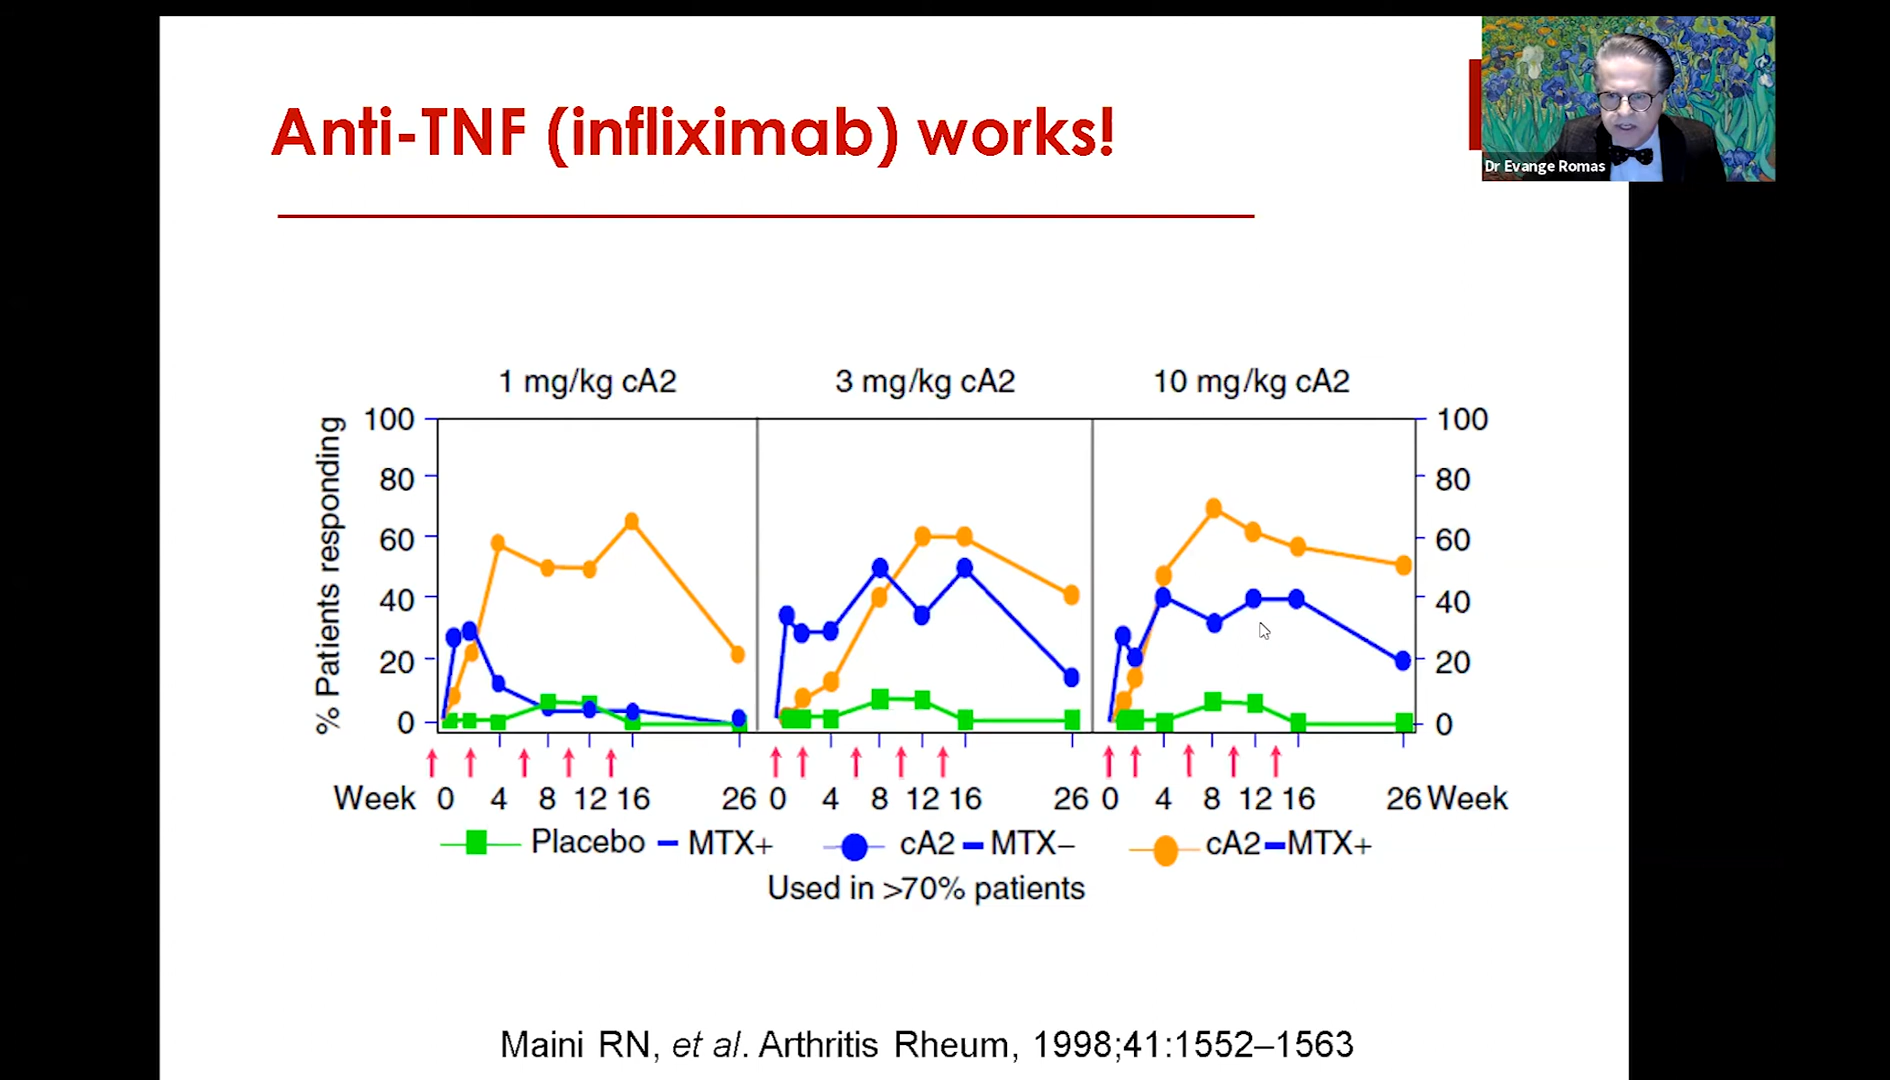 Anti-TNF (infliximab) works!
Dr Evange Romas
1 mg/kg cA2
3 mg/kg cA2
10 mg/kg cA2
% Patients responding
100
80
60
40
20
0
100
80
60
40
20
0
Week 0 4 8 12 16 26 0 4 8 12 16 26 0 4 8 12 16 26 Week
Placebo – MTX+ cA2 – MTX– cA2–MTX+
Used in >70% patients
Maini RN, et al. Arthritis Rheum, 1998;41:1552–1563